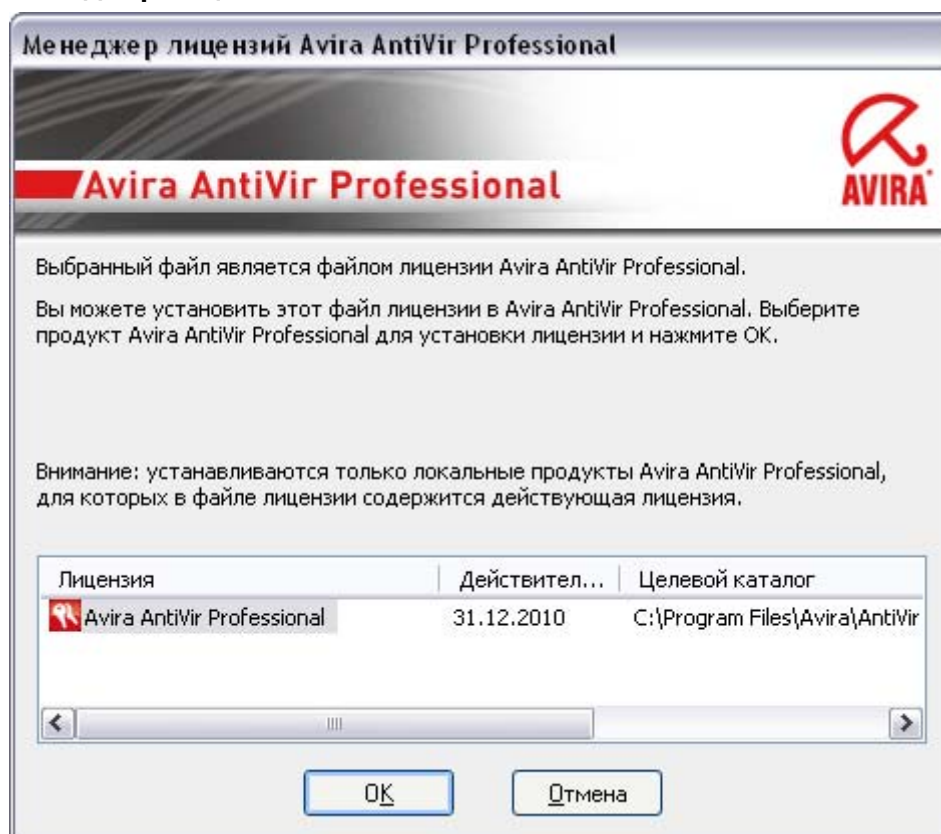 Менеджер лицензий Avira AntiVir Professional
Avira AntiVir Professional
AVIRA
Выбранный файл является файлом лицензии Avira AntiVir Professional.
Вы можете установить этот файл лицензии в Avira AntiVir Professional. Выберите
продукт Avira AntiVir Professional для установки лицензии и нажмите ОК.
Внимание: устанавливаются только локальные продукты Avira AntiVir Professional,
для которых в файле лицензии содержится действующая лицензия.
Лицензия Действител... Целевой каталог
Avira AntiVir Professional 31.12.2010 C:\Program Files\Avira\AntiVir
OK Отмена